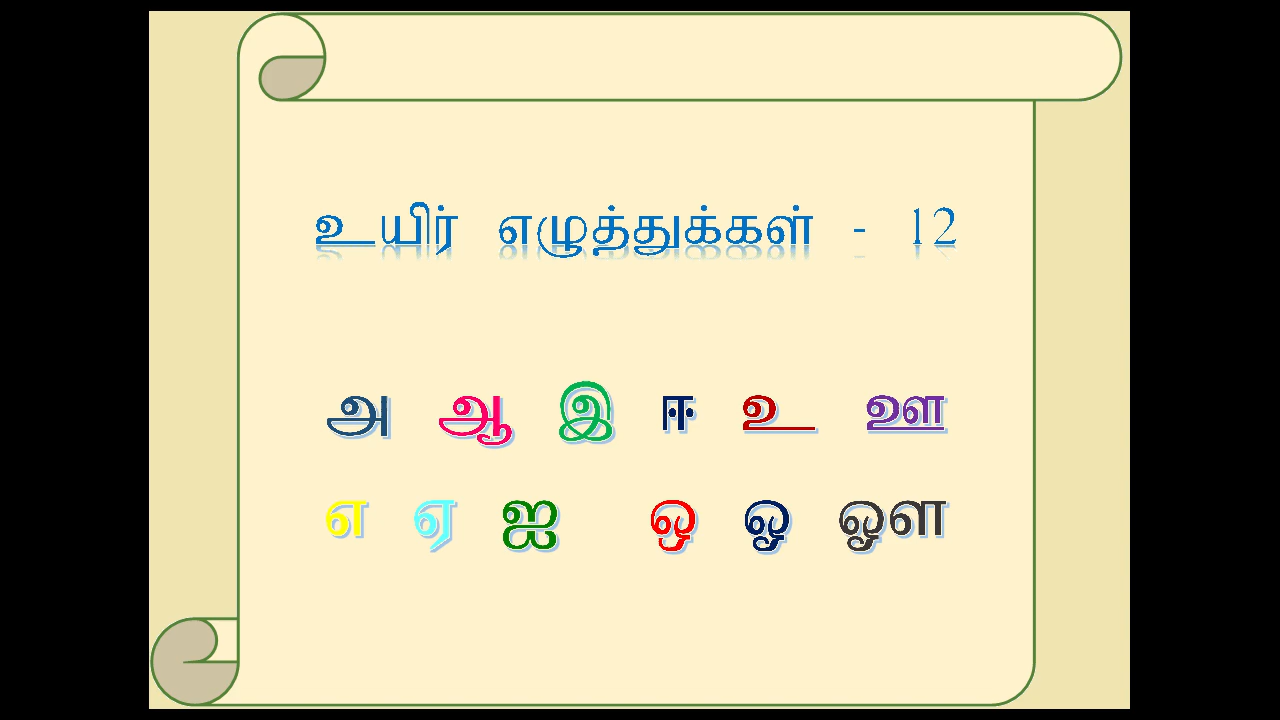 உயிர் எழுத்துக்கள் - 12
அ ஆ இ ஈ உ ஊ
எ ஏ ஐ ஒ ஓ ஔ